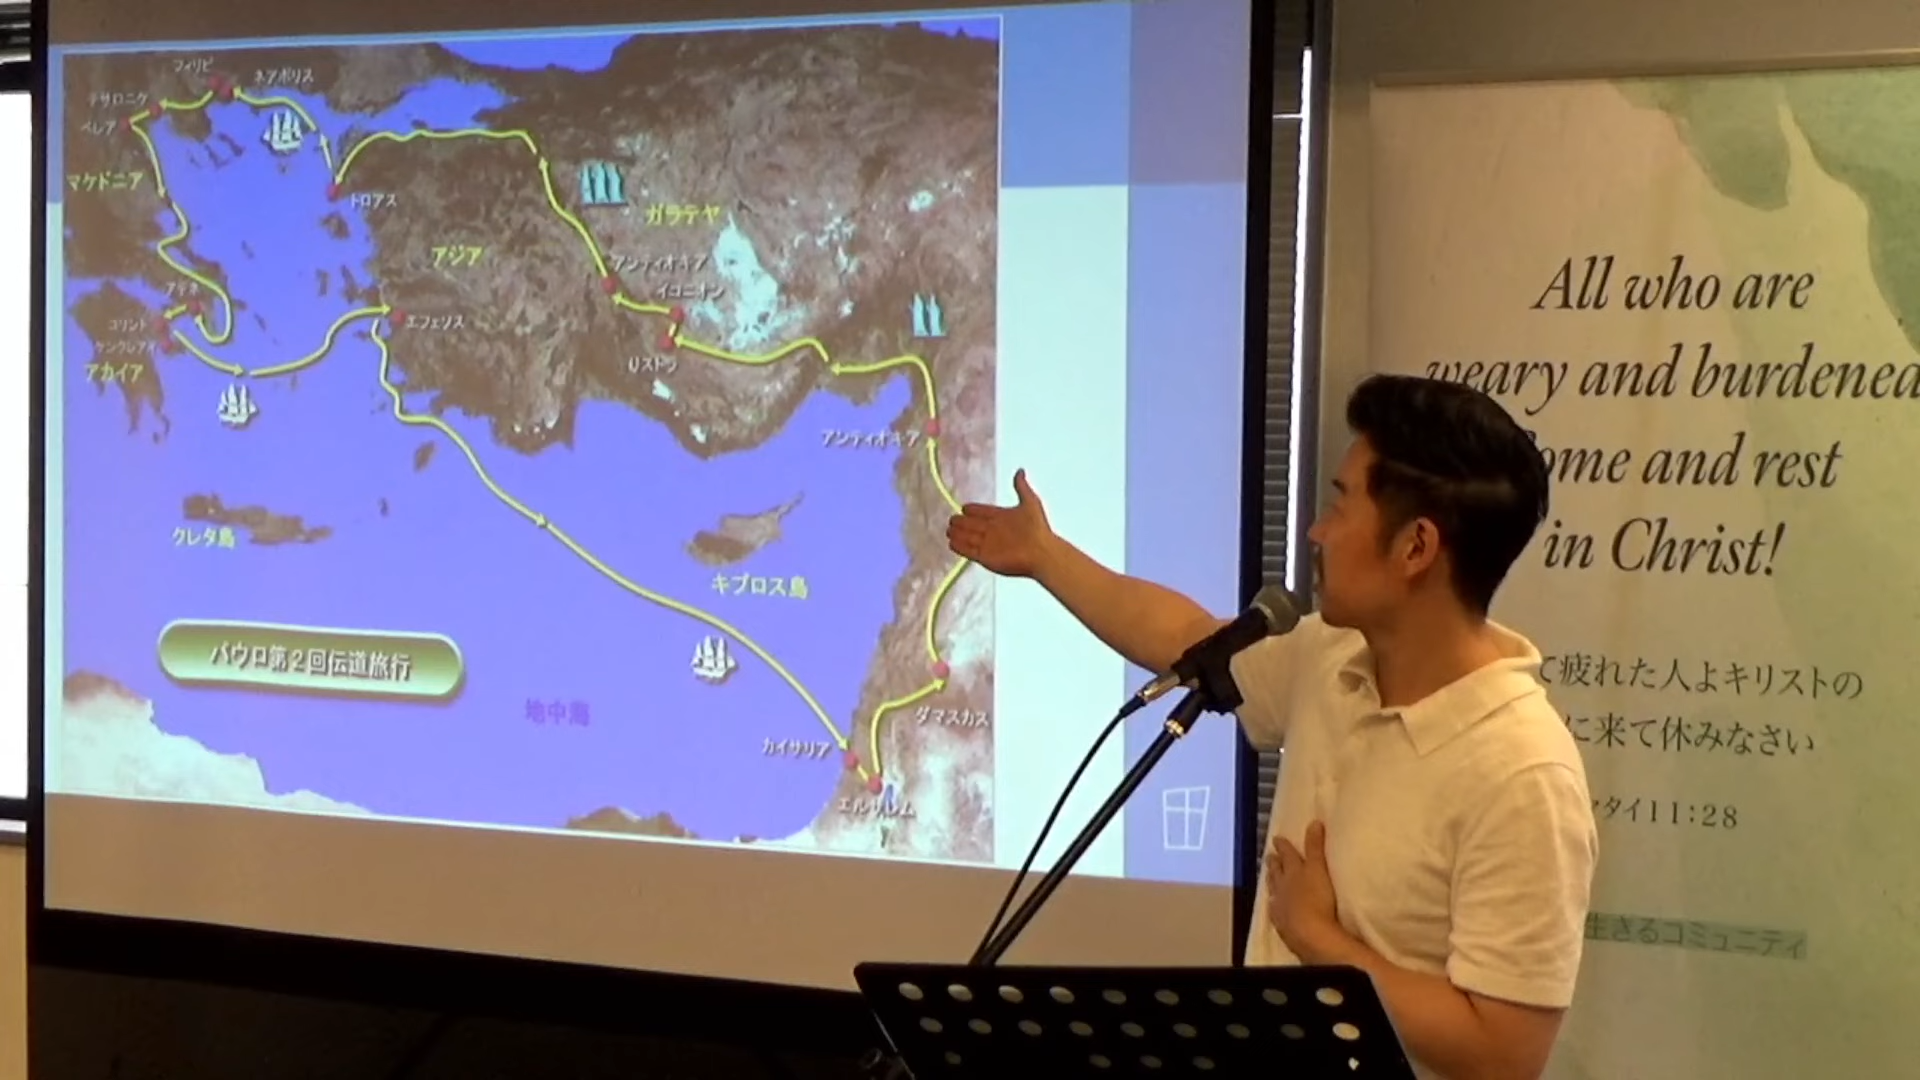 フィリピ
ネアポリス
テサロニケ
ベレア
マケドニア
トロアス
ガラテヤ
アジア
アンティオキア
イコニオン
アテネ
コリント
エフェソス
ケンクレアイ
リストラ
アカイア
アンティオキア
クレタ島
キプロス島
パウロ第2回伝道旅行
地中海
ダマスカス
カイサリア
エルサレム
All who are
weary and burdened
ome and rest
in Christ!
て疲れた人よキリストの
に来て休みなさい
タイ11:28
生きるコミュニティ